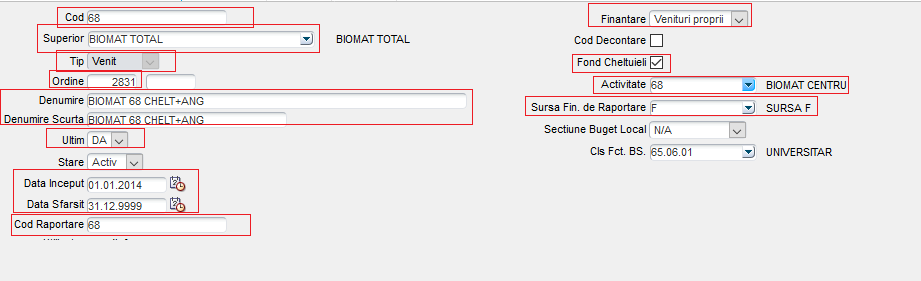 Cod 68
Superior BIOMAT TOTAL BIOMAT TOTAL
Tip Venit
Ordine 2831
Denumire BIOMAT 68 CHELT+ANG
Denumire Scurta BIOMAT 68 CHELT+ANG
Ultim DA
Stare Activ
Data Inceput 01.01.2014
Data Sfarsit 31.12.9999
Cod Raportare 68
Finantare Venituri proprii
Cod Decontare
Fond Cheltuieli
Activitate 68 BIOMAT CENTRU
Sursa Fin. de Raportare F SURSA F
Sectiune Buget Local N/A
Cls Fct. BS. 65.06.01 UNIVERSITAR